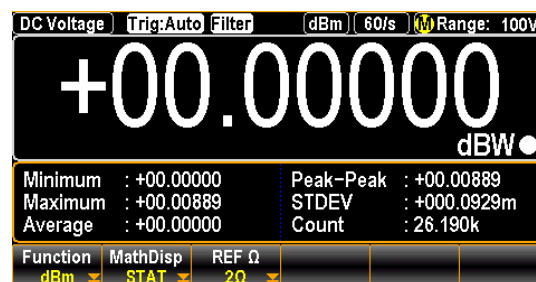 DC Voltage Trig:Auto Filter dBm 60/s M Range: 100V
+00.00000
dBW
Minimum : +00.00000 Peak-Peak : +00.00889
Maximum : +00.00889 STDEV : +000.0929m
Average : +00.00000 Count : 26.190k
Function MathDisp REF Ω
dBm STAT 2Ω